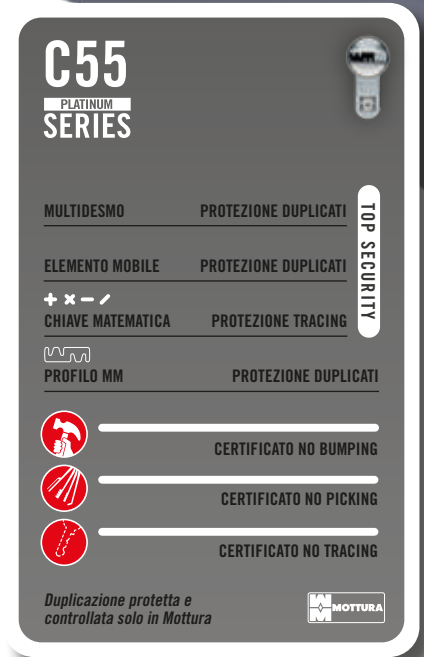 C55
PLATINUM
SERIES
MULTIDESMO PROTEZIONE DUPLICATI
ELEMENTO MOBILE PROTEZIONE DUPLICATI
CHIAVE MATEMATICA PROTEZIONE TRACING
TOP SECURITY
PROFILO MM PROTEZIONE DUPLICATI
CERTIFICATO NO BUMPING
CERTIFICATO NO PICKING
CERTIFICATO NO TRACING
Duplicazione protetta e
controllata solo in Mottura
MOTTURA